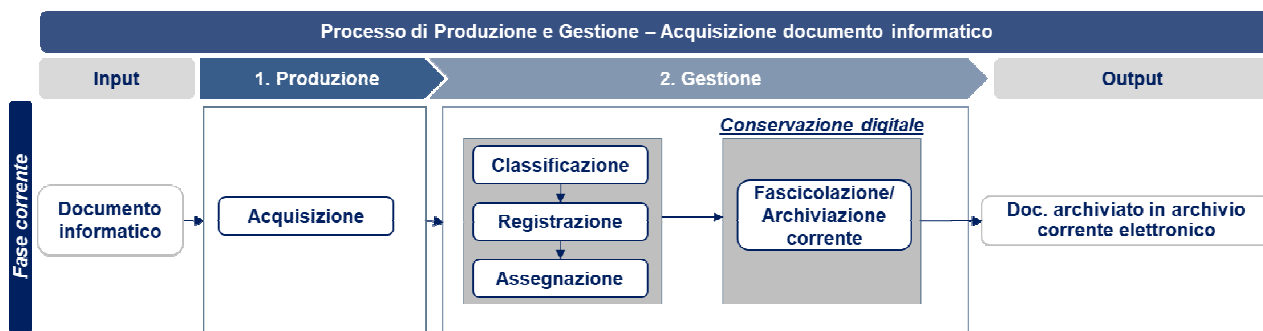 Processo di Produzione e Gestione – Acquisizione documento informatico
Input
1. Produzione
2. Gestione
Output
Fase corrente
Documento
informatico
Acquisizione
Classificazione
Registrazione
Assegnazione
Conservazione digitale
Fascicolazione/
Archiviazione
corrente
Doc. archiviato in archivio
corrente elettronico